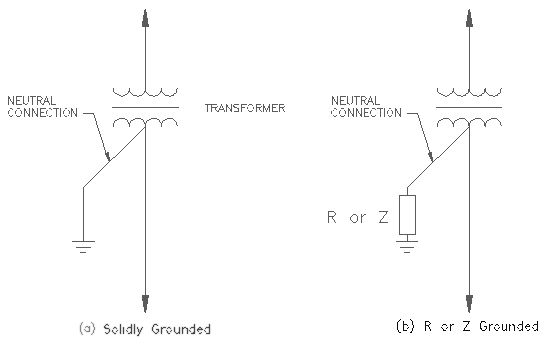 NEUTRAL
CONNECTION
TRANSFORMER
NEUTRAL
CONNECTION
R or Z
(a) Solidly Grounded
(b) R or Z Grounded